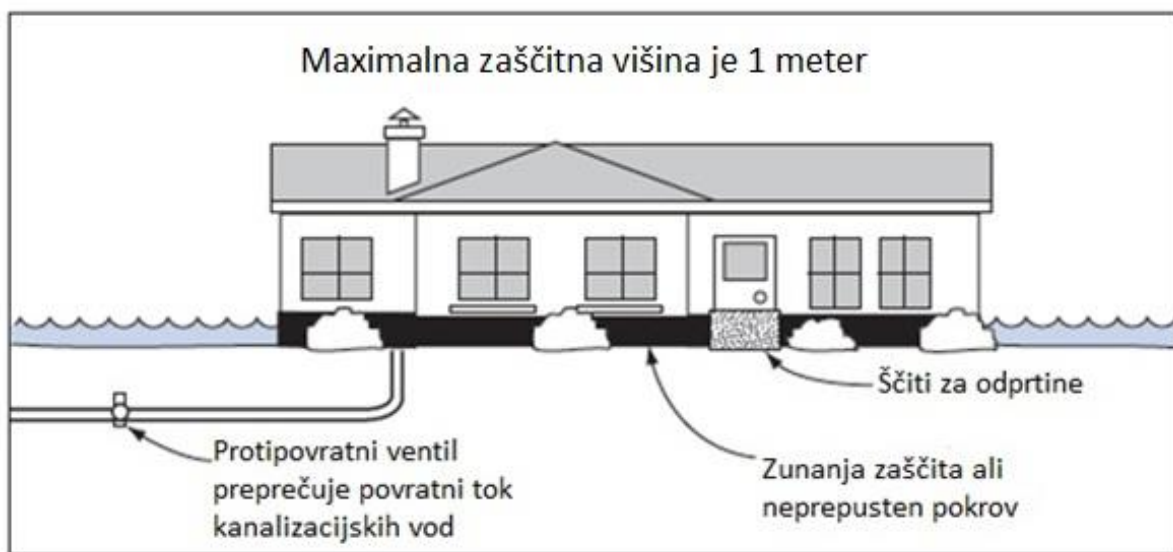 Maximalna zaščitna višina je 1 meter
Ščiti za odprtine
Protipovratni ventil
preprečuje povratni tok
kanalizacijskih vod
Zunanja zaščita ali
neprepusten pokrov